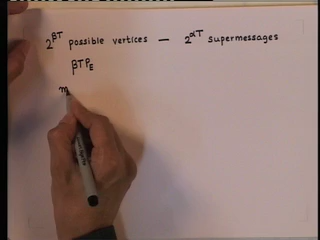 2^βT possible vertices — 2^αT supermessages
βTP_E
m